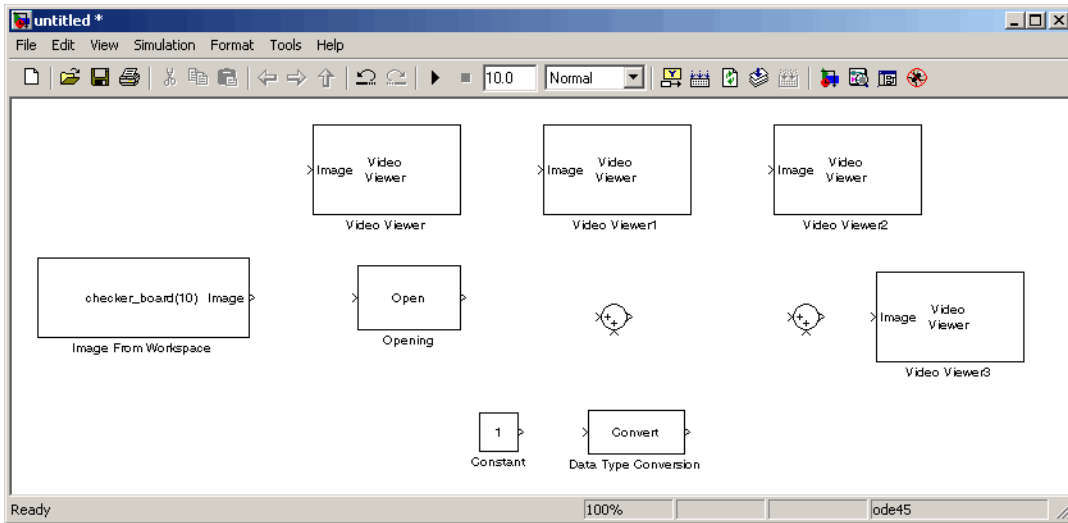 untitled *
File Edit View Simulation Format Tools Help
10.0 Normal
Image Video Viewer
Video Viewer
Image Video Viewer
Video Viewer1
Image Video Viewer
Video Viewer2
checker_board(10) Image
Image From Workspace
Open
Opening
Image Video Viewer
Video Viewer3
1
Constant
Convert
Data Type Conversion
Ready 100% ode45